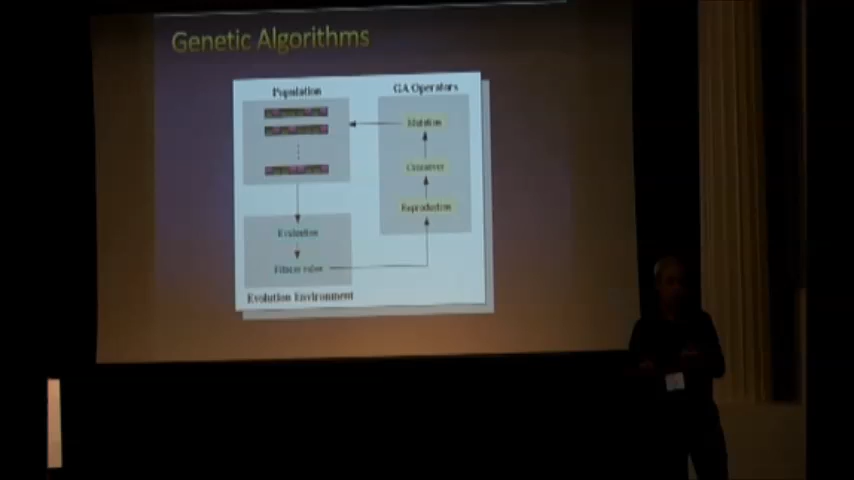 Genetic Algorithms
Population
GA Operators
Mutation
Crossover
Reproduction
Evaluation
Fitness value
Evolution Environment